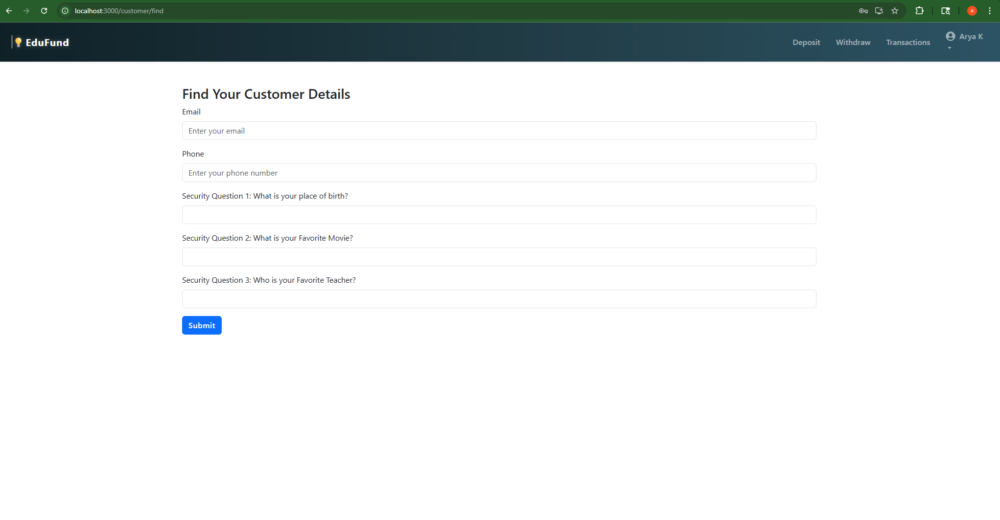 localhost:3000/customer/find
a
EduFund
Deposit
Withdraw
Transactions
Arya K
Find Your Customer Details
Email
Enter your email
Phone
Enter your phone number
Security Question 1: What is your place of birth?
Security Question 2: What is your Favorite Movie?
Security Question 3: Who is your Favorite Teacher?
Submit